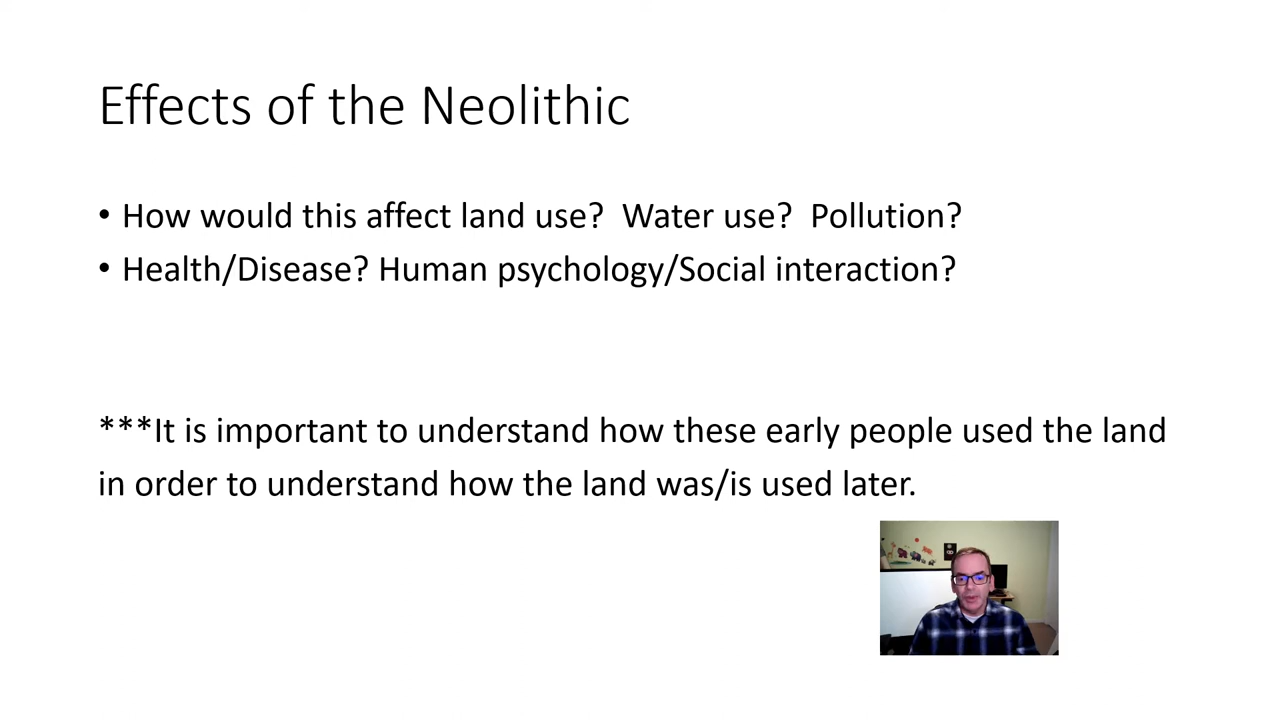 Effects of the Neolithic
• How would this affect land use?  Water use?  Pollution?
• Health/Disease? Human psychology/Social interaction?
***It is important to understand how these early people used the land
in order to understand how the land was/is used later.